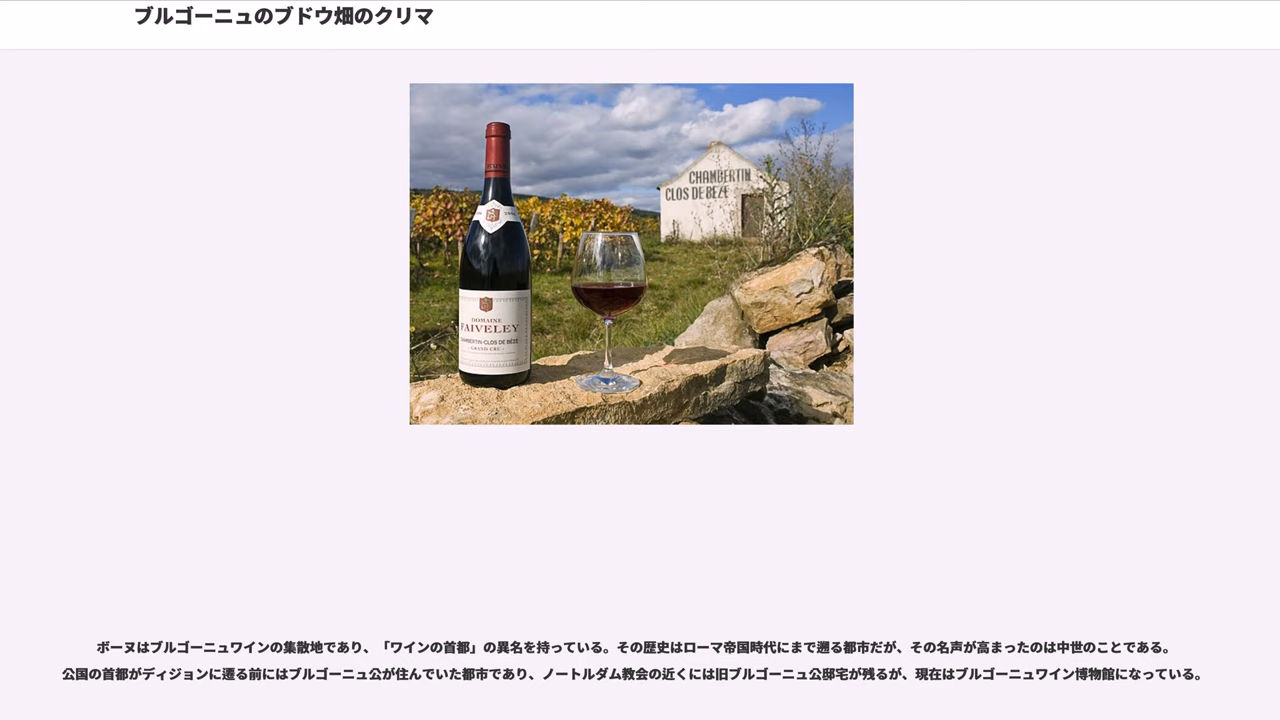 ブルゴーニュのブドウ畑のクリマ
CHAMBERTIN
CLOS DE BÈZE
DOMAINE
FAIVELEY
CHAMBERTIN-CLOS DE BÈZE
GRAND CRU
ボーヌはブルゴーニュワインの集散地であり、「ワインの首都」の異名を持っている。その歴史はローマ帝国時代にまで遡る都市だが、その名声が高まったのは中世のことである。
公国の首都がディジョンに遷る前にはブルゴーニュ公が住んでいた都市であり、ノートルダム教会の近くには旧ブルゴーニュ公邸宅が残るが、現在はブルゴーニュワイン博物館になっている。